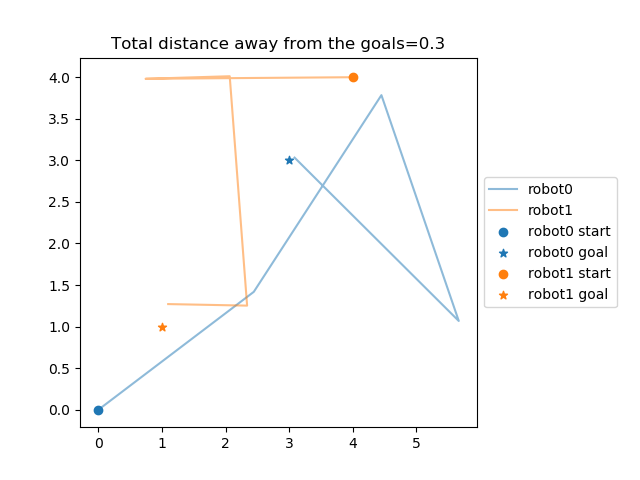 Total distance away from the goals=0.3
4.0
3.5
3.0
2.5
2.0
1.5
1.0
0.5
0.0
0 1 2 3 4 5
robot0
robot1
robot0 start
robot0 goal
robot1 start
robot1 goal